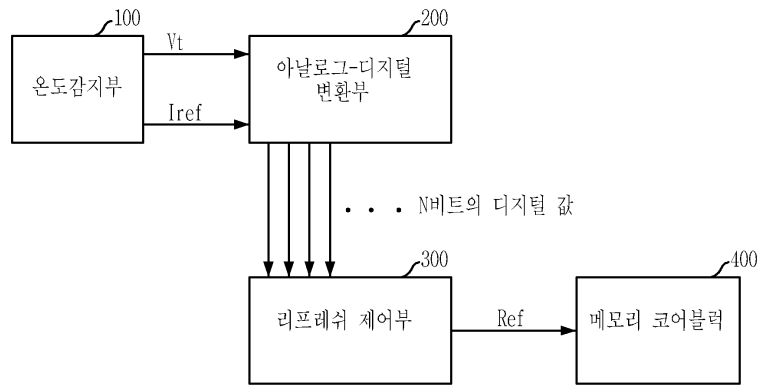 100
200
Vt
온도감지부
아날로그-디지털
변환부
Iref
. . . N비트의 디지털 값
300
400
리프레쉬 제어부
Ref
메모리 코어블럭